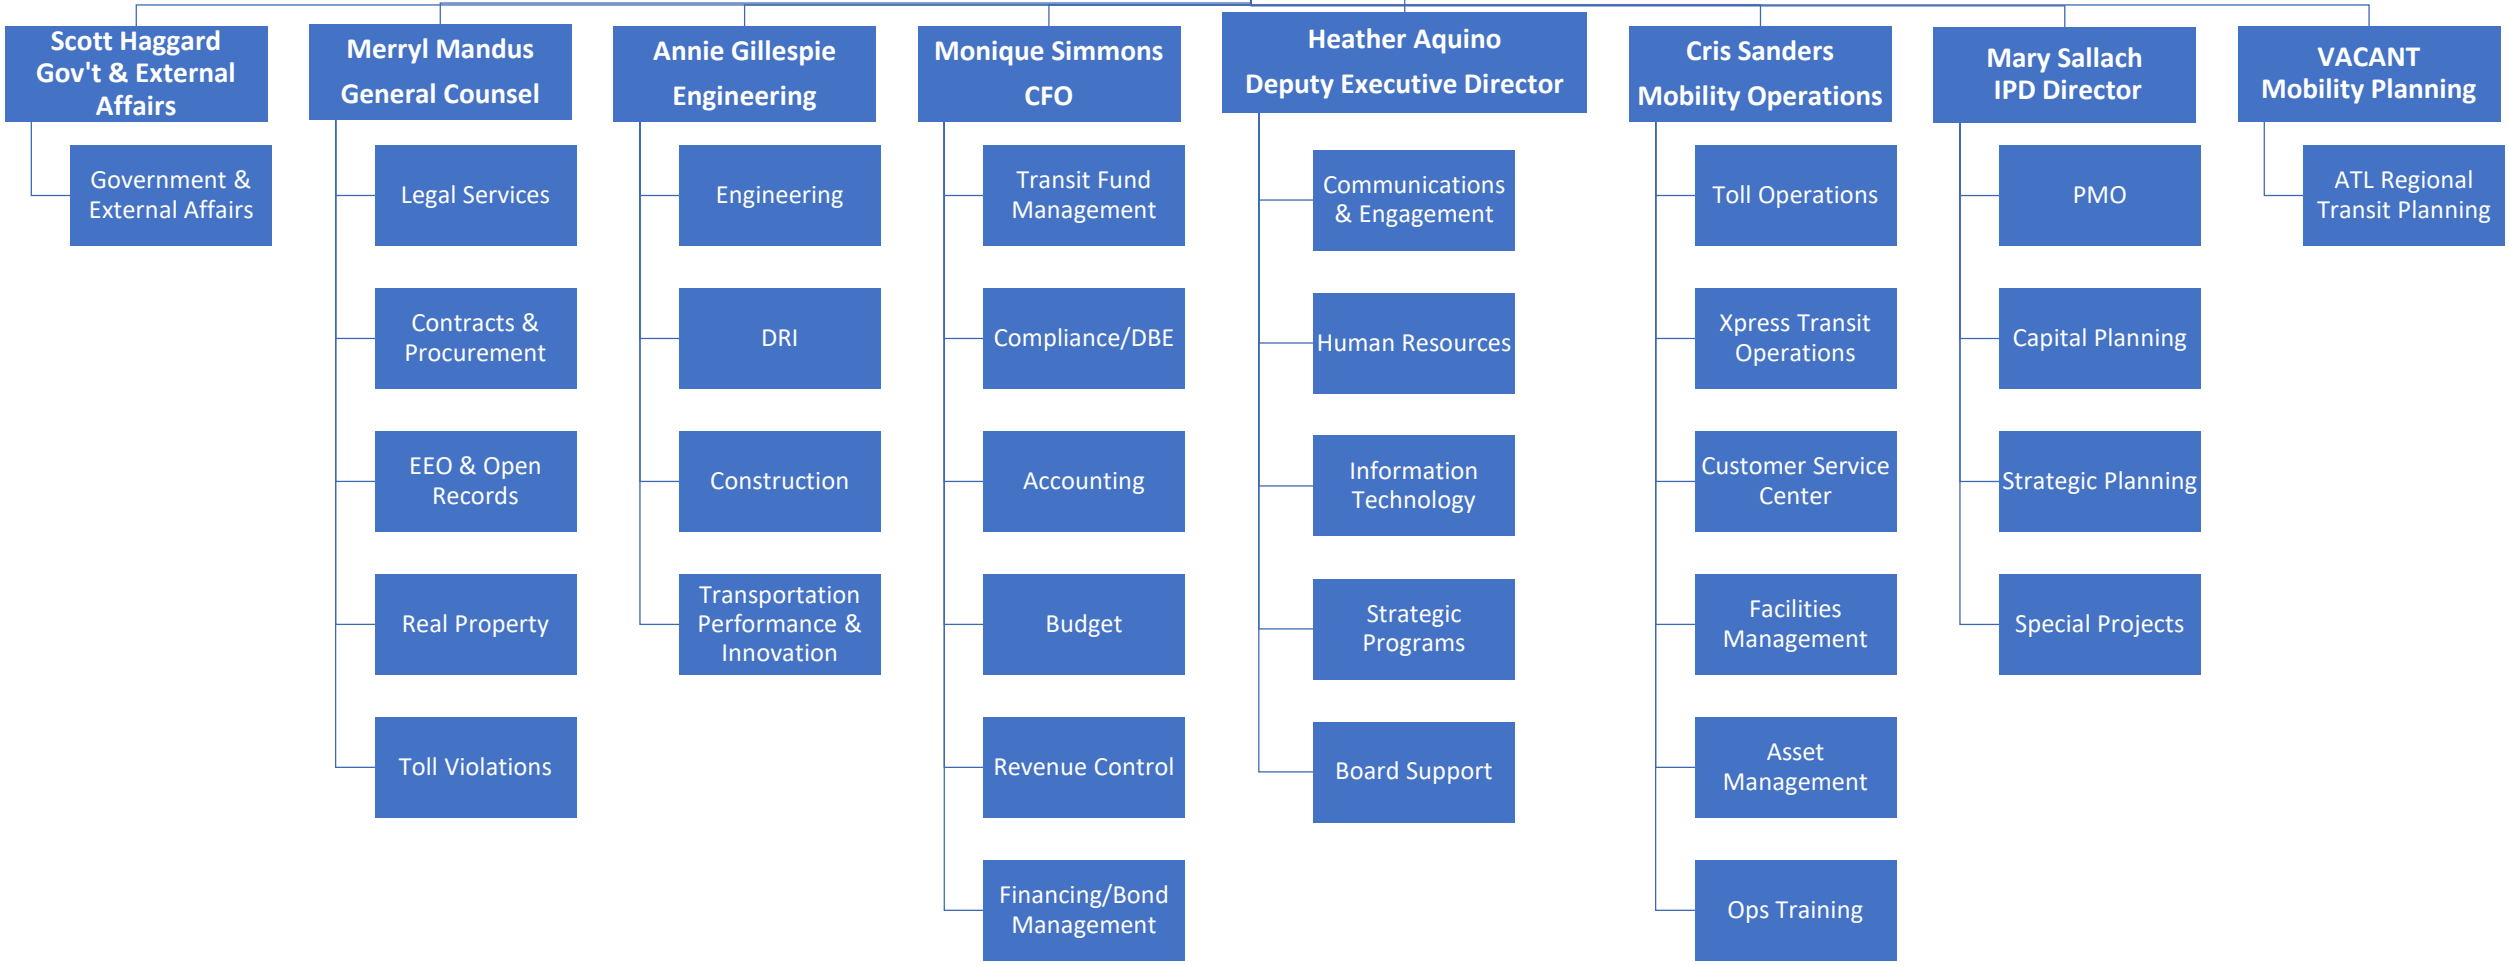 Scott Haggard
Gov't & External
Affairs
Government &
External Affairs
Merryl Mandus
General Counsel
Legal Services
Contracts &
Procurement
EEO & Open
Records
Real Property
Toll Violations
Annie Gillespie
Engineering
Engineering
DRI
Construction
Transportation
Performance &
Innovation
Monique Simmons
CFO
Transit Fund
Management
Compliance/DBE
Accounting
Budget
Revenue Control
Financing/Bond
Management
Heather Aquino
Deputy Executive Director
Communications
& Engagement
Human Resources
Information
Technology
Strategic
Programs
Board Support
Cris Sanders
Mobility Operations
Toll Operations
Xpress Transit
Operations
Customer Service
Center
Facilities
Management
Asset
Management
Ops Training
Mary Sallach
IPD Director
PMO
Capital Planning
Strategic Planning
Special Projects
VACANT
Mobility Planning
ATL Regional
Transit Planning